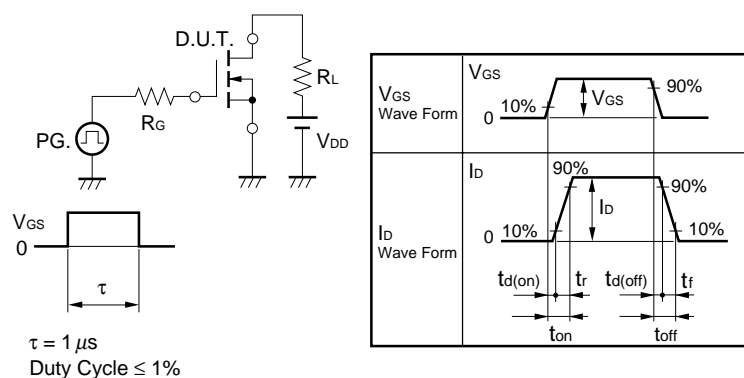 D.U.T.
RL
RG
PG.
VDD
VGS
0
τ
τ = 1 μs
Duty Cycle ≤ 1%
VGS
Wave Form
VGS
10%
0
VGS
90%
ID
Wave Form
ID
90%
90%
ID
0 10%
10%
td(on) tr td(off) tf
ton toff